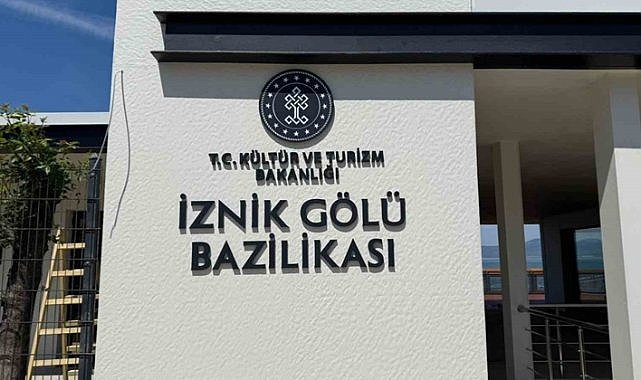 T.C. KÜLTÜR VE TURİZM
BAKANLIĞI
İZNİK GÖLÜ
BAZİLİKASI